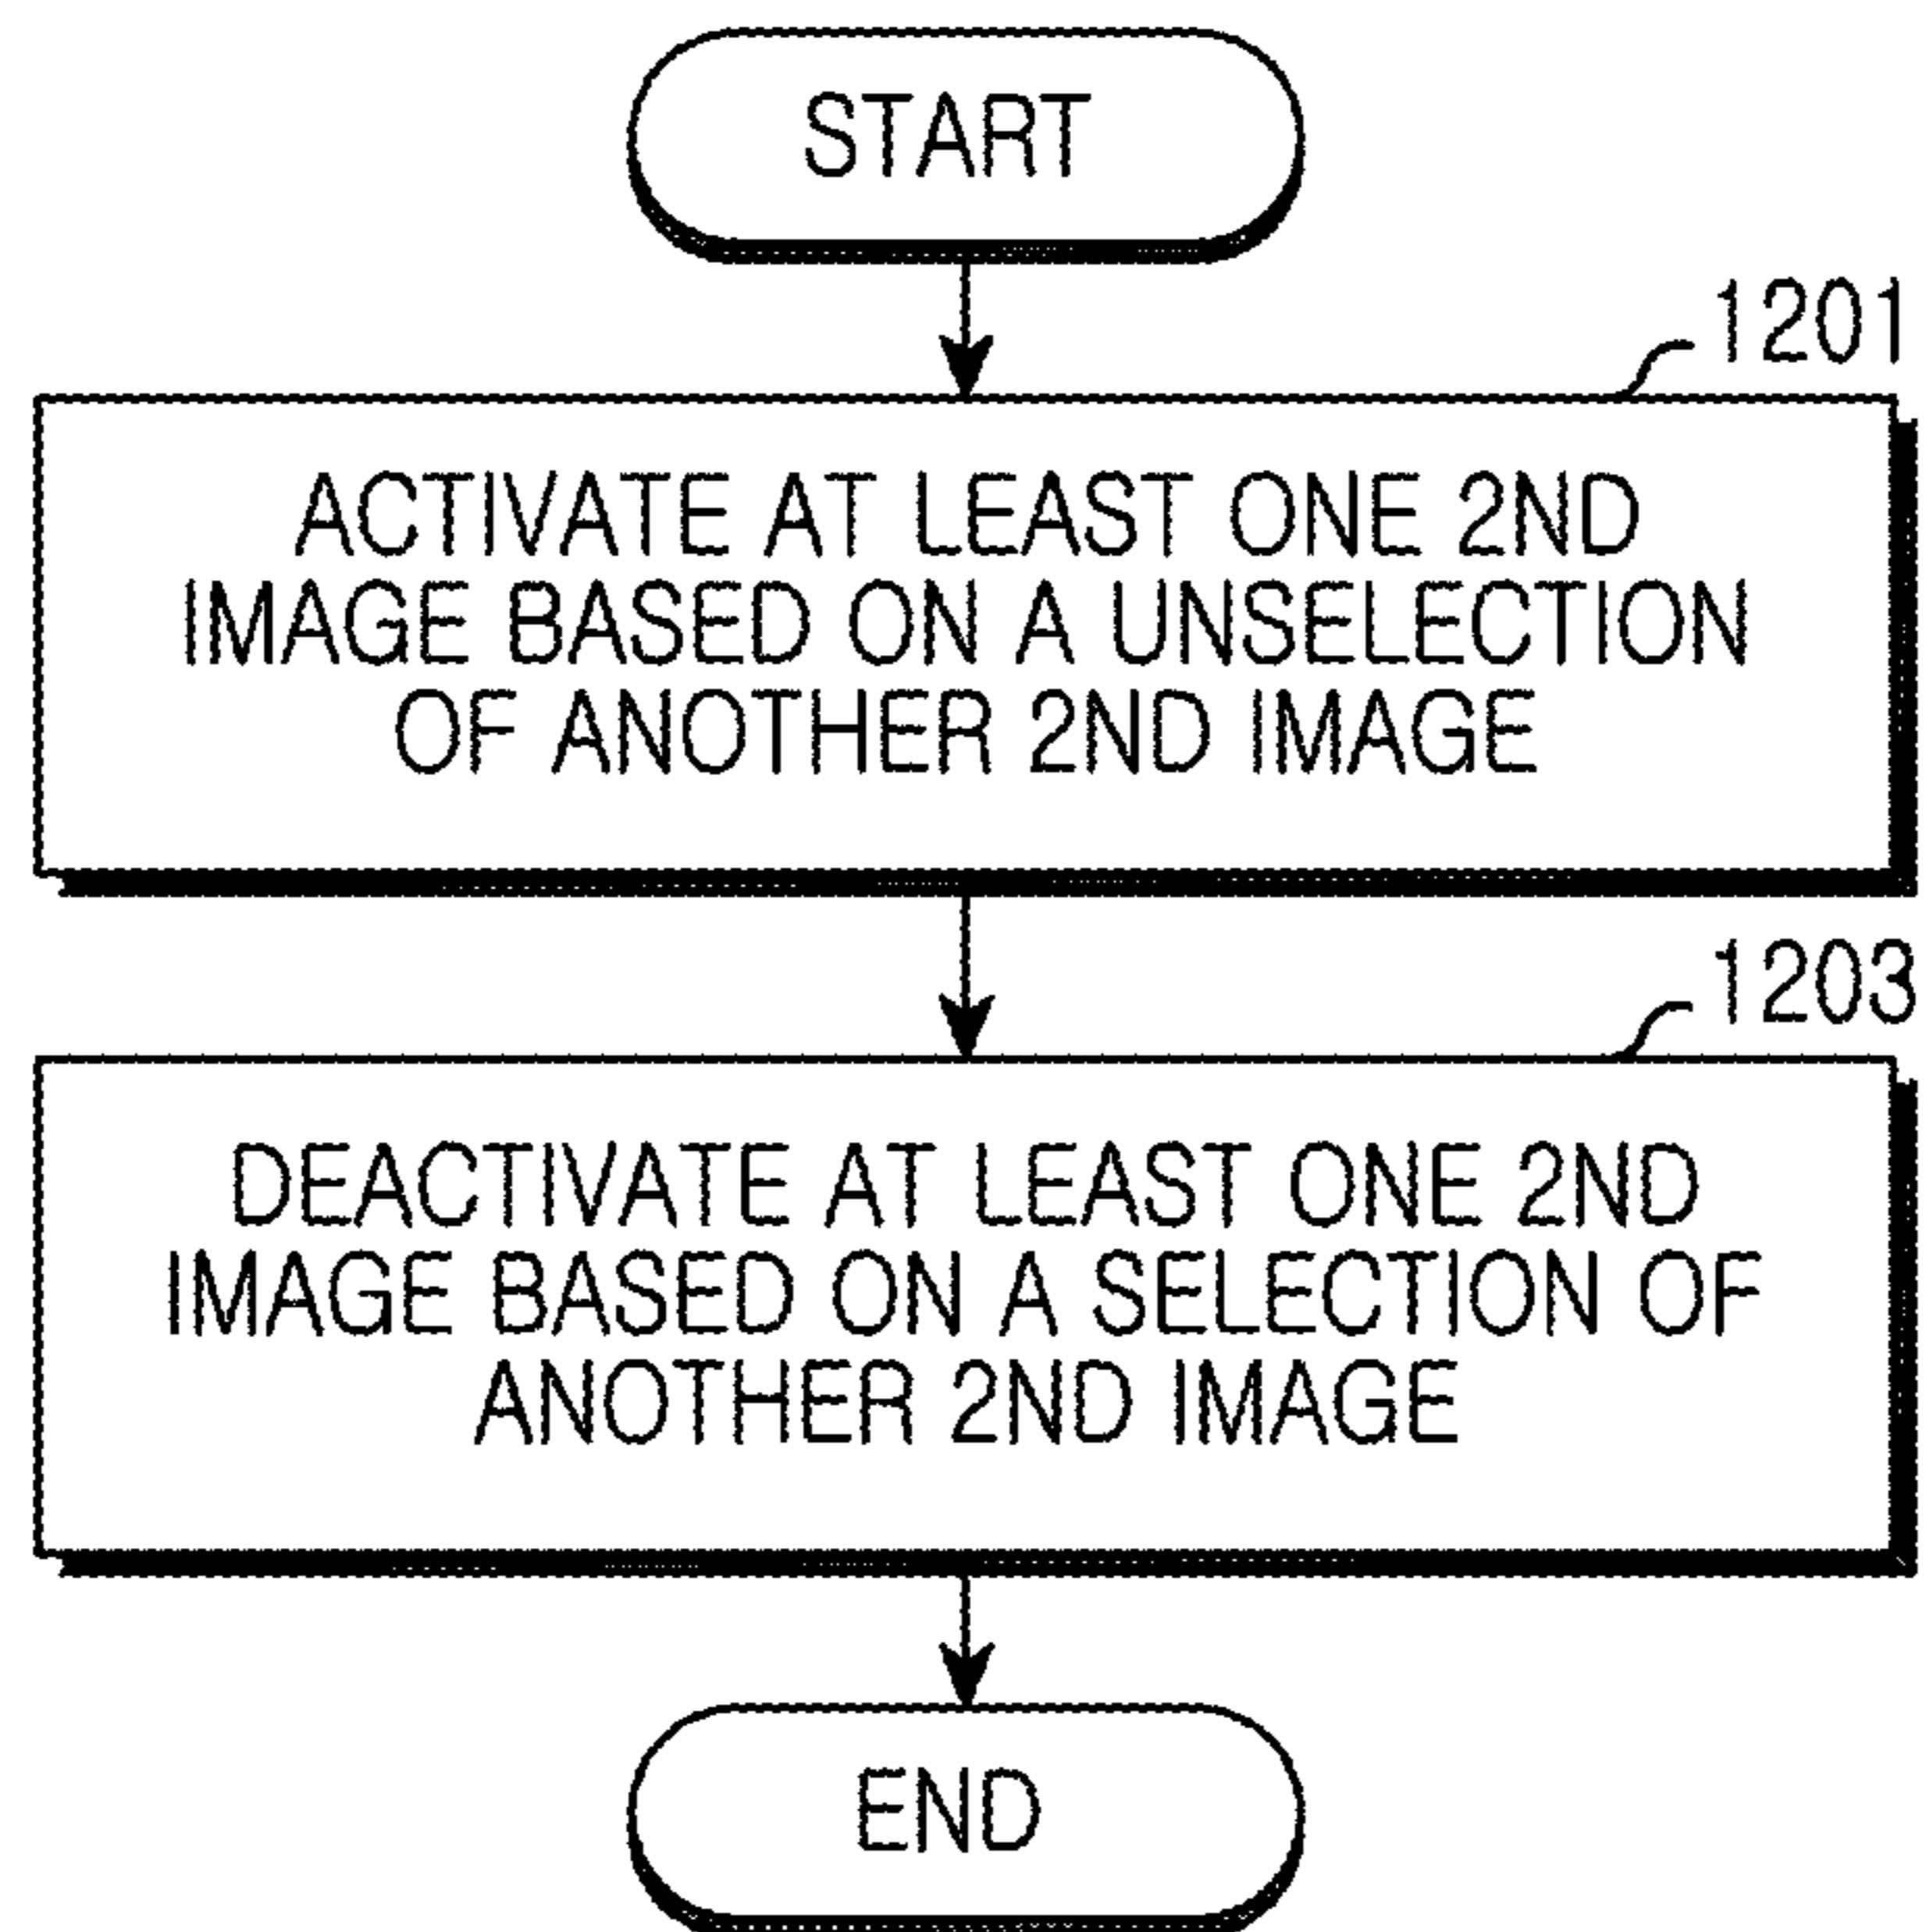 START
1201
ACTIVATE AT LEAST ONE 2ND
IMAGE BASED ON A UNSELECTION
OF ANOTHER 2ND IMAGE
1203
DEACTIVATE AT LEAST ONE 2ND
IMAGE BASED ON A SELECTION OF
ANOTHER 2ND IMAGE
END